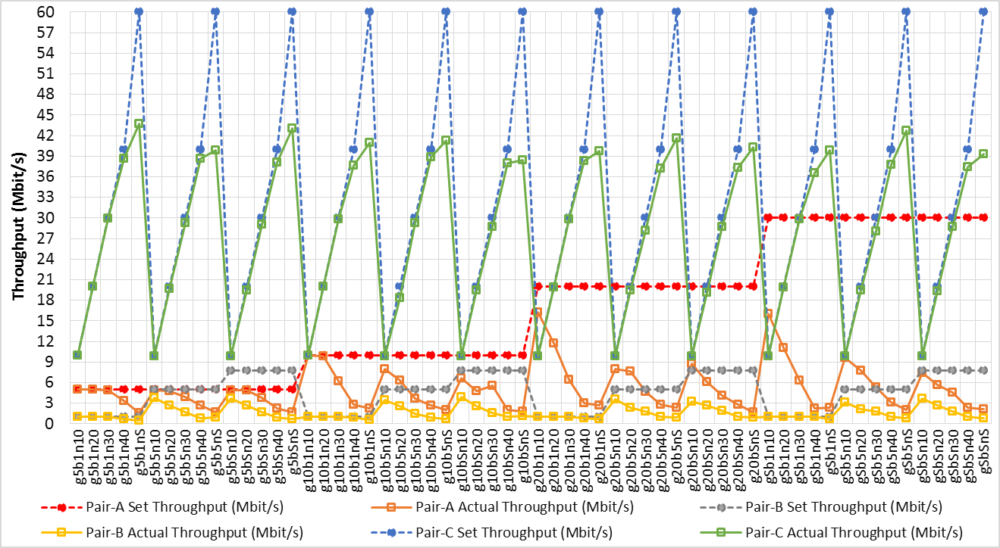 Throughput (Mbit/s)
60
57
54
51
48
45
42
39
36
33
30
27
24
21
18
15
12
9
6
3
0
g5b1n10
g5b1n20
g5b1n30
g5b1n40
g5b1nS
g5b5n10
g5b5n20
g5b5n30
g5b5n40
g5b5nS
g5bSn10
g5bSn20
g5bSn30
g5bSn40
g5bSnS
g10b1n10
g10b1n20
g10b1n30
g10b1n40
g10b1nS
g10b5n10
g10b5n20
g10b5n30
g10b5n40
g10b5nS
g10bSn10
g10bSn20
g10bSn30
g10bSn40
g10bSnS
g20b1n10
g20b1n20
g20b1n30
g20b1n40
g20b1nS
g20b5n10
g20b5n20
g20b5n30
g20b5n40
g20b5nS
g20bSn10
g20bSn20
g20bSn30
g20bSn40
g20bSnS
gSb1n10
gSb1n20
gSb1n30
gSb1n40
gSb1nS
gSb5n10
gSb5n20
gSb5n30
gSb5n40
gSb5nS
gSbSn10
gSbSn20
gSbSn30
gSbSn40
gSbSnS
Pair-A Set Throughput (Mbit/s)
Pair-A Actual Throughput (Mbit/s)
Pair-B Set Throughput (Mbit/s)
Pair-B Actual Throughput (Mbit/s)
Pair-C Set Throughput (Mbit/s)
Pair-C Actual Throughput (Mbit/s)